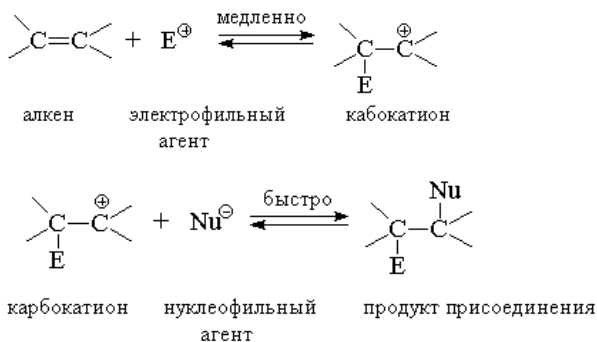 медленно
C=C + E⊕ C—C⊕
E
алкен электрофильный кабокатион
агент
Nu
быстро
C—C⊕ + Nu⊖ C—C
E E
карбокатион нуклеофильный продукт присоединения
агент